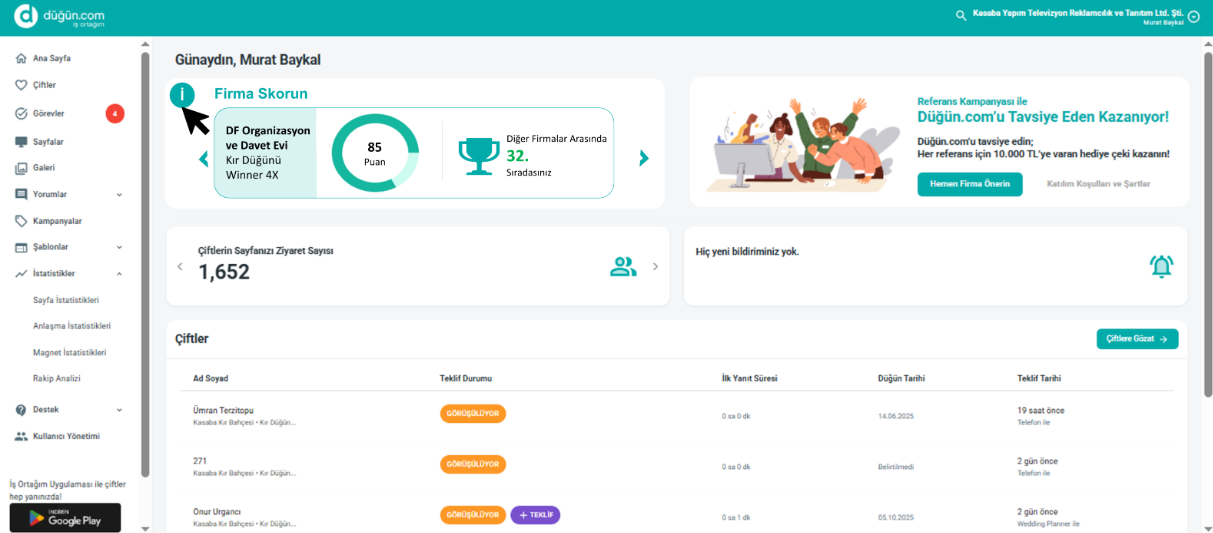 düğün.com
iş ortağım
Kasaba Yapım Televizyon Reklamcılık ve Tanıtım Ltd. Şti.
Murat Baykal
Ana Sayfa
Çiftler
Görevler
4
Sayfalar
Galeri
Yorumlar
Kampanyalar
Şablonlar
İstatistikler
Sayfa İstatistikleri
Anlaşma İstatistikleri
Magnet İstatistikleri
Rakip Analizi
Destek
Kullanıcı Yönetimi
İş Ortağım Uygulaması ile çiftler
hep yanınızda!
İNDİREN
Google Play
Günaydın, Murat Baykal
i
Firma Skorun
DF Organizasyon
ve Davet Evi
Kır Düğünü
Winner 4X
85
Puan
Diğer Firmalar Arasında
32.
Sıradasınız
Referans Kampanyası ile
Düğün.com'u Tavsiye Eden Kazanıyor!
Düğün.com'u tavsiye edin;
Her referans için 10.000 TL'ye varan hediye çeki kazanın!
Hemen Firma Önerin
Katılım Koşulları ve Şartlar
Çiftlerin Sayfanızı Ziyaret Sayısı
1,652
Hiç yeni bildiriminiz yok.
Çiftler
Çiftlere Gözat →
Ad Soyad Teklif Durumu İlk Yanıt Süresi Düğün Tarihi Teklif Tarihi
Ümran Terzitopu
Kasaba Kır Bahçesi • Kır Düğün...
GÖRÜŞÜLÜYOR
0 sa 0 dk
14.06.2025
19 saat önce
Telefon ile
271
Kasaba Kır Bahçesi • Kır Düğün...
GÖRÜŞÜLÜYOR
0 sa 0 dk
Belirtilmedi
2 gün önce
Telefon ile
Onur Urgancı
Kasaba Kır Bahçesi • Kır Düğün...
GÖRÜŞÜLÜYOR
+ TEKLİF
0 sa 1 dk
05.10.2025
2 gün önce
Wedding Planner ile